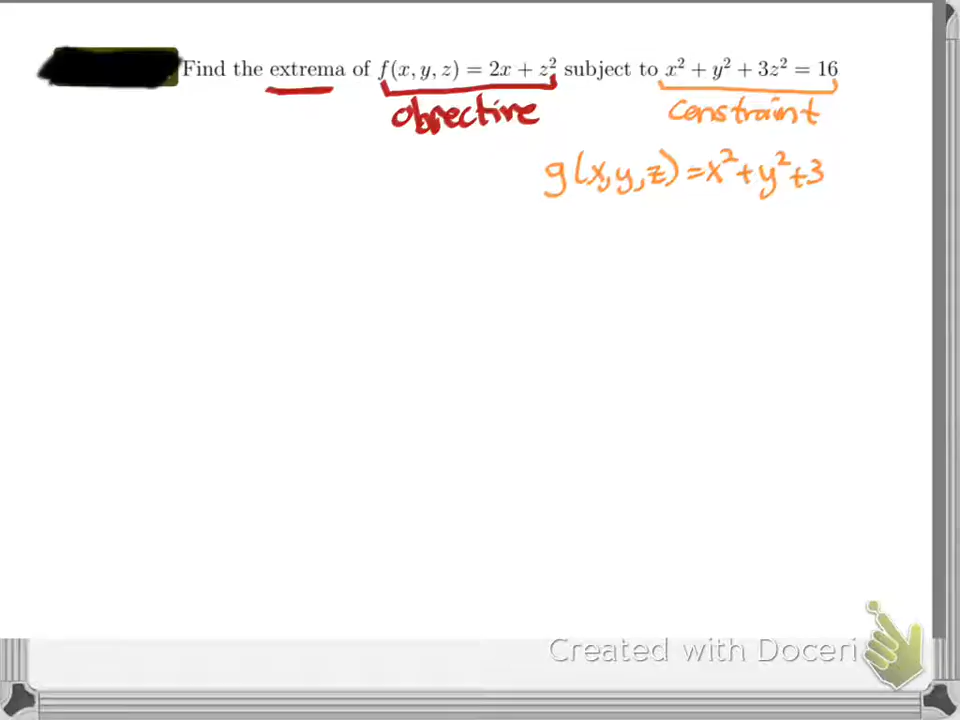 Find the extrema of f(x, y, z) = 2x + z² subject to x² + y² + 3z² = 16
objective constraint
g(x,y,z) = x² + y² + 3
Created with Doceri